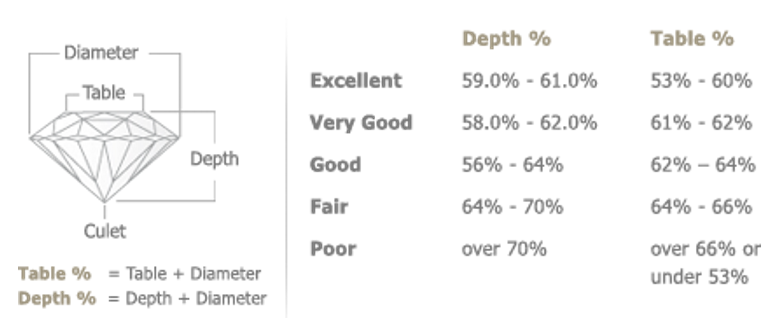 Diameter
Table
Depth
Culet
Table % = Table + Diameter
Depth % = Depth + Diameter
Depth % Table %
Excellent 59.0% - 61.0% 53% - 60%
Very Good 58.0% - 62.0% 61% - 62%
Good 56% - 64% 62% – 64%
Fair 64% - 70% 64% - 66%
Poor over 70% over 66% or
under 53%